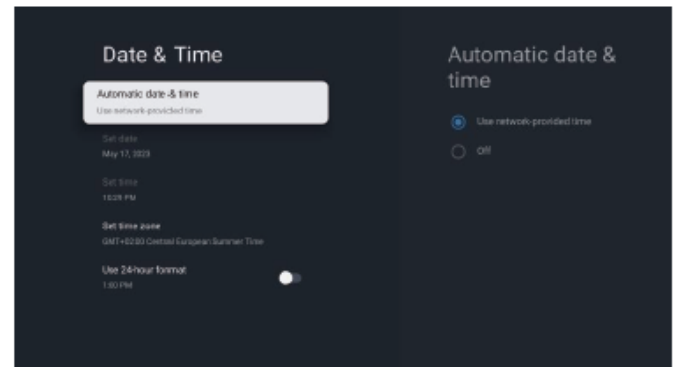 Date & Time
Automatic date & time
Use network-provided time
Set date
May 17, 2023
Set time
10:29 PM
Set time zone
GMT+02:00 Central European Summer Time
Use 24-hour format
1:00 PM
Automatic date &
time
Use network-provided time
Off